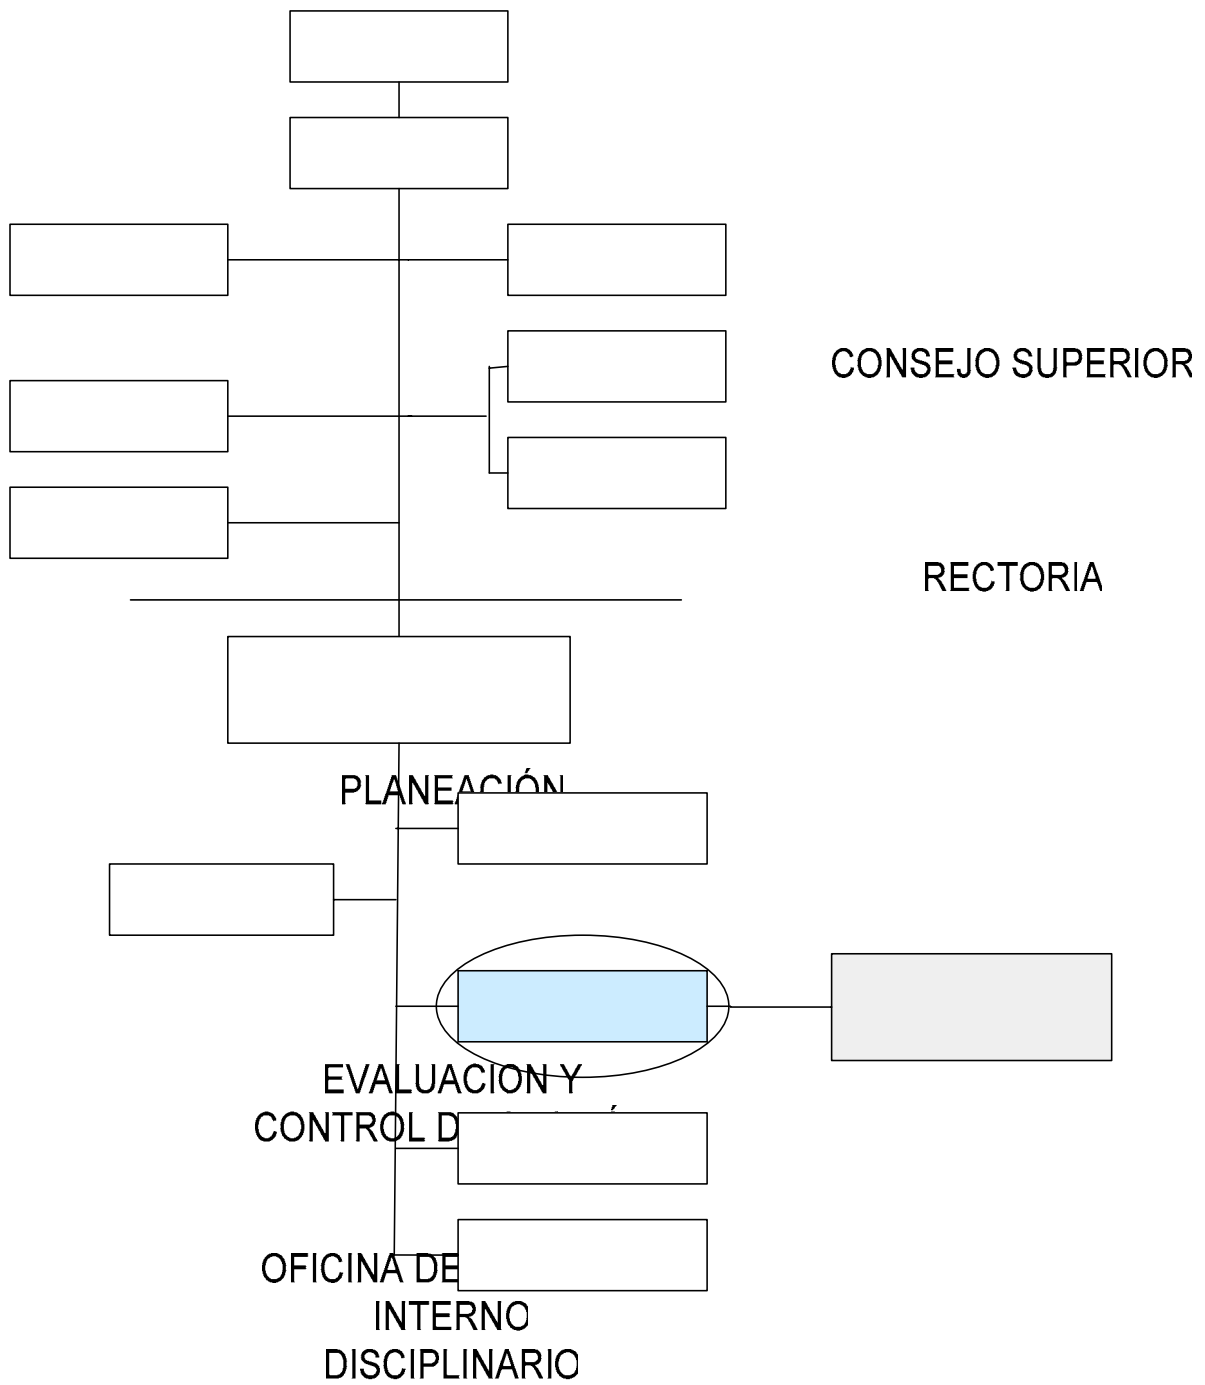 CONSEJO SUPERIOR
RECTORIA
PLANEACIÓN
EVALUACION Y
CONTROL D
OFICINA DE
INTERNO
DISCIPLINARIO